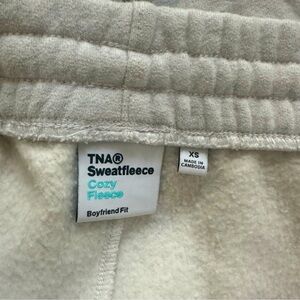 TNA®
Sweatfleece
Cozy
Fleece
Boyfriend Fit
XS
MADE IN
CAMBODIA